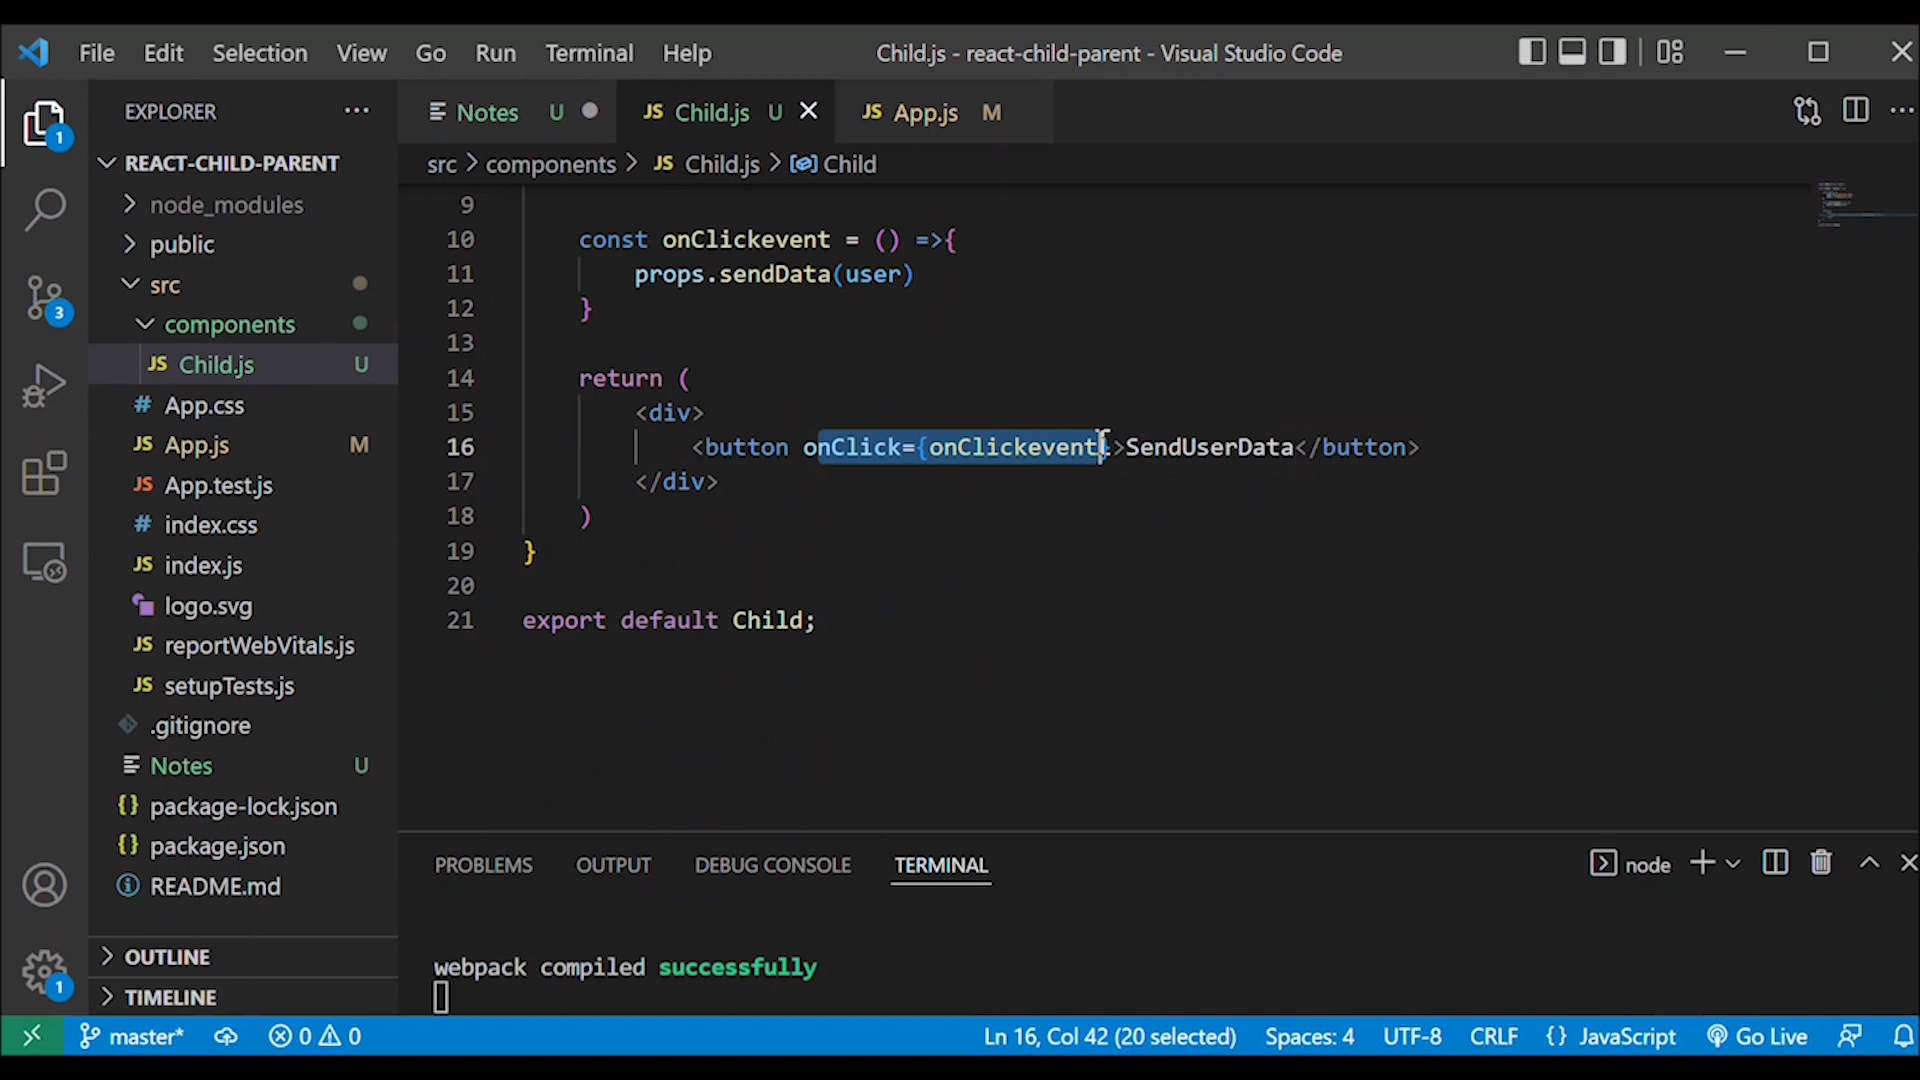 File Edit Selection View Go Run Terminal Help Child.js - react-child-parent - Visual Studio Code
EXPLORER ...
Notes U JS Child.js U JS App.js M
REACT-CHILD-PARENT
src > components > JS Child.js > Child
node_modules
public
src
components
JS Child.js U
# App.css
JS App.js M
JS App.test.js
# index.css
JS index.js
logo.svg
JS reportWebVitals.js
JS setupTests.js
.gitignore
Notes U
{} package-lock.json
{} package.json
README.md
OUTLINE
TIMELINE
1
3
1
9
10 const onClickevent = () =>{
11 props.sendData(user)
12 }
13
14 return (
15 <div>
16 <button onClick={onClickevent}>SendUserData</button>
17 </div>
18 )
19 }
20
21 export default Child;
PROBLEMS OUTPUT DEBUG CONSOLE TERMINAL node
webpack compiled successfully
master* 0 0 Ln 16, Col 42 (20 selected) Spaces: 4 UTF-8 CRLF {} JavaScript Go Live